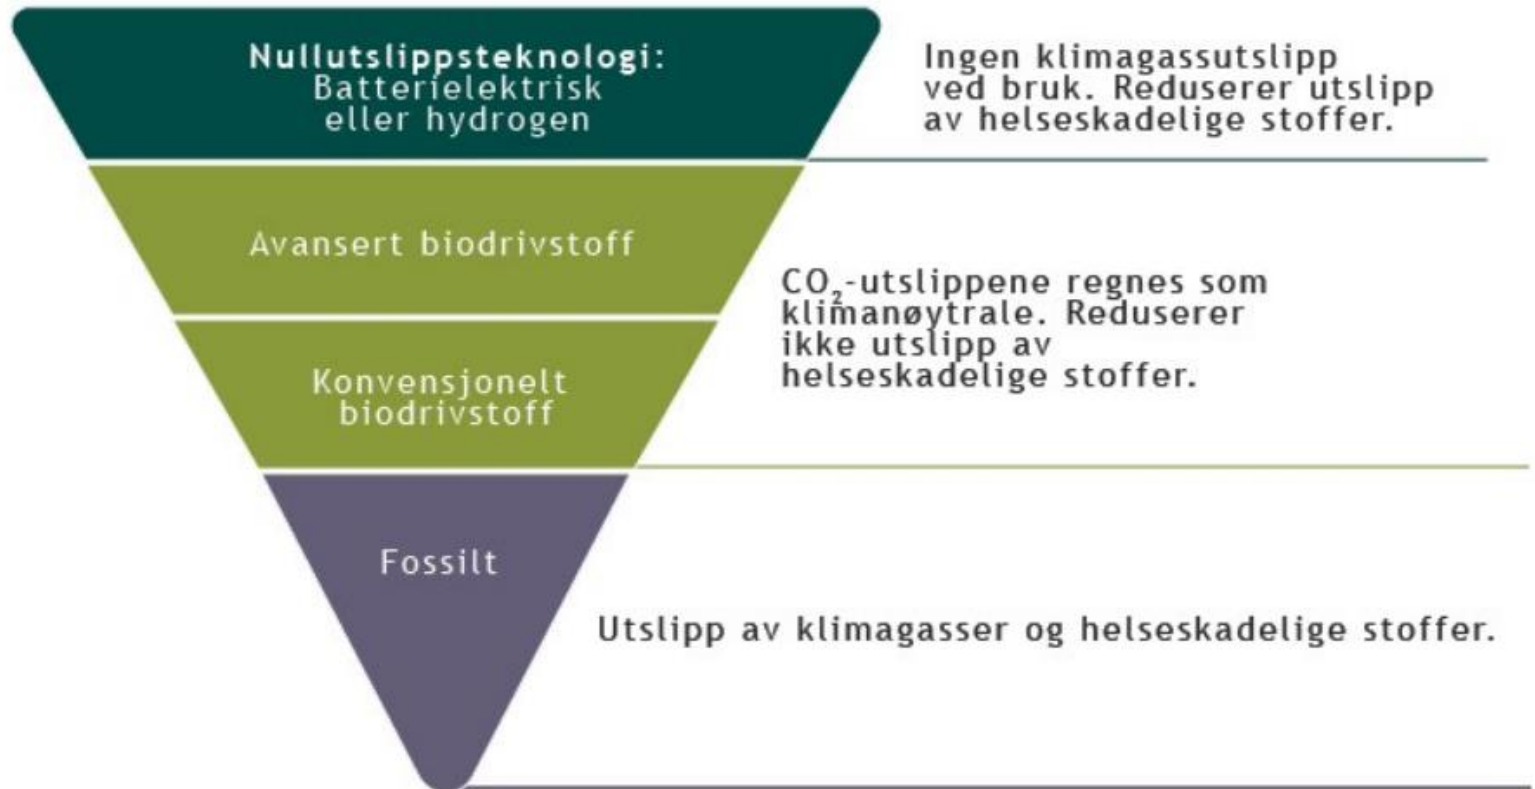 Nullutslippsteknologi:
Batterielektrisk
eller hydrogen
Ingen klimagassutslipp
ved bruk. Reduserer utslipp
av helseskadelige stoffer.
Avansert biodrivstoff
Konvensjonelt
biodrivstoff
CO₂-utslippene regnes som
klimanøytrale. Reduserer
ikke utslipp av
helseskadelige stoffer.
Fossilt
Utslipp av klimagasser og helseskadelige stoffer.